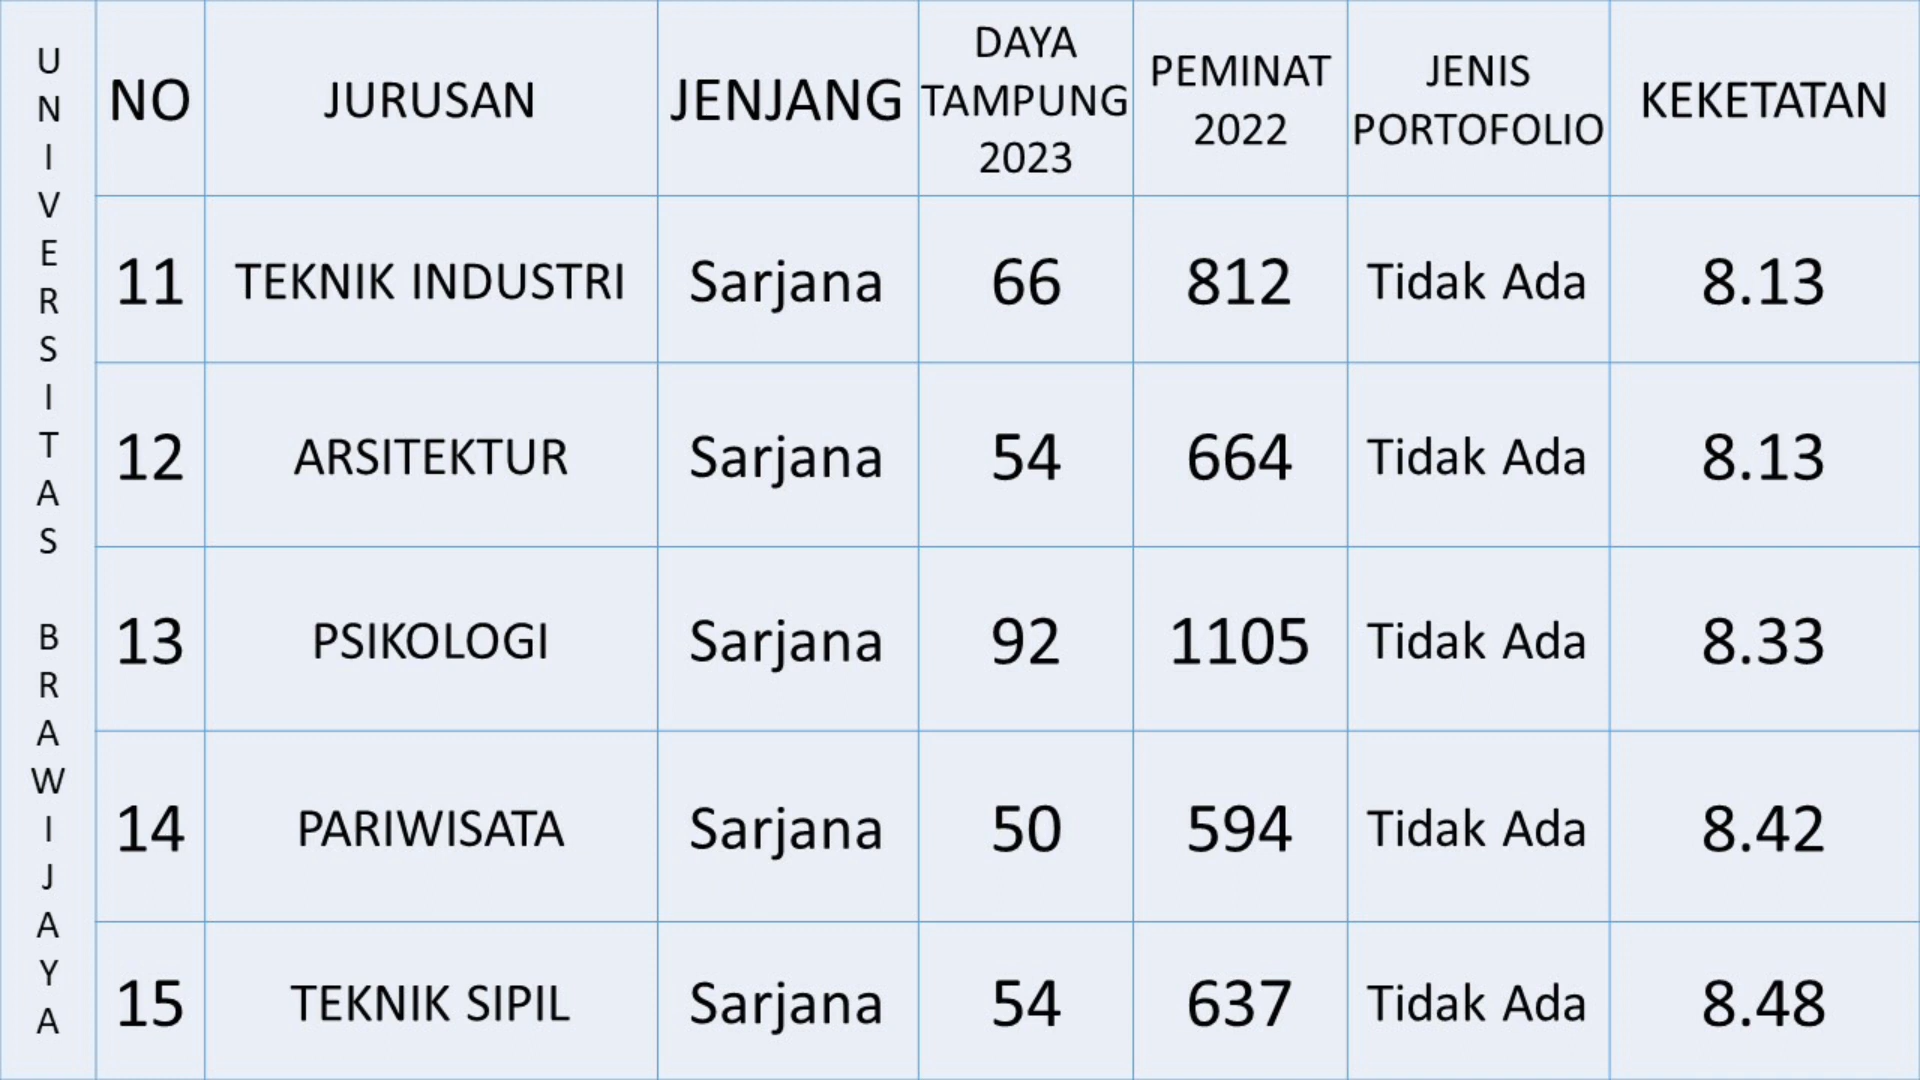 UNIVERSITAS BRAWIJAYA
NO JURUSAN JENJANG DAYA TAMPUNG 2023 PEMINAT 2022 JENIS PORTOFOLIO KEKETATAN
11 TEKNIK INDUSTRI Sarjana 66 812 Tidak Ada 8.13
12 ARSITEKTUR Sarjana 54 664 Tidak Ada 8.13
13 PSIKOLOGI Sarjana 92 1105 Tidak Ada 8.33
14 PARIWISATA Sarjana 50 594 Tidak Ada 8.42
15 TEKNIK SIPIL Sarjana 54 637 Tidak Ada 8.48